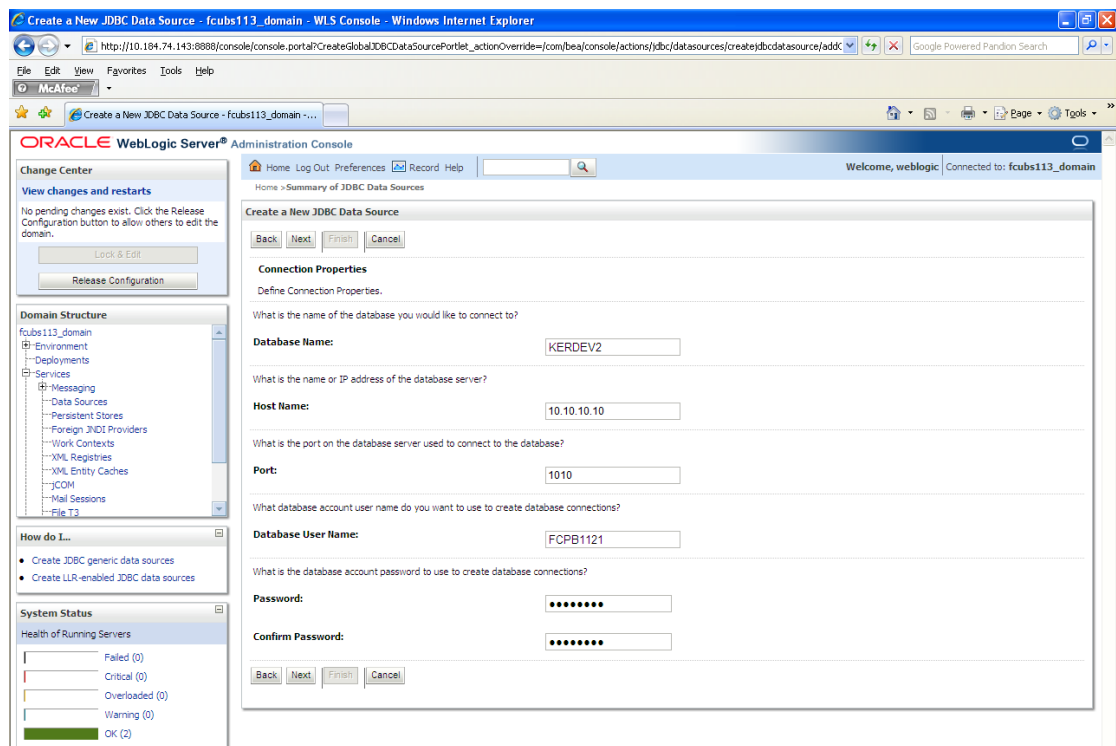 Create a New JDBC Data Source - fcubs113_domain - WLS Console - Windows Internet Explorer
http://10.184.74.143:8888/console/console.portal?CreateGlobalJDBCDataSourcePortlet_actionOverride=/com/bea/console/actions/jdbc/datasources/createjdbcdatasource/addC
Google Powered Pandion Search
File Edit View Favorites Tools Help
McAfee
Create a New JDBC Data Source - fcubs113_domain -...
Page Tools
ORACLE WebLogic Server® Administration Console
Change Center
View changes and restarts
No pending changes exist. Click the Release
Configuration button to allow others to edit the
domain.
Lock & Edit
Release Configuration
Domain Structure
fcubs113_domain
Environment
Deployments
Services
Messaging
Data Sources
Persistent Stores
Foreign JNDI Providers
Work Contexts
XML Registries
XML Entity Caches
jCOM
Mail Sessions
File T3
How do I...
Create JDBC generic data sources
Create LLR-enabled JDBC data sources
System Status
Health of Running Servers
Failed (0)
Critical (0)
Overloaded (0)
Warning (0)
OK (2)
Home Log Out Preferences Record Help
Welcome, weblogic Connected to: fcubs113_domain
Home >Summary of JDBC Data Sources
Create a New JDBC Data Source
Back Next Finish Cancel
Connection Properties
Define Connection Properties.
What is the name of the database you would like to connect to?
Database Name: KERDEV2
What is the name or IP address of the database server?
Host Name: 10.10.10.10
What is the port on the database server used to connect to the database?
Port: 1010
What database account user name do you want to use to create database connections?
Database User Name: FCPB1121
What is the database account password to use to create database connections?
Password: ●●●●●●●●
Confirm Password: ●●●●●●●●
Back Next Finish Cancel